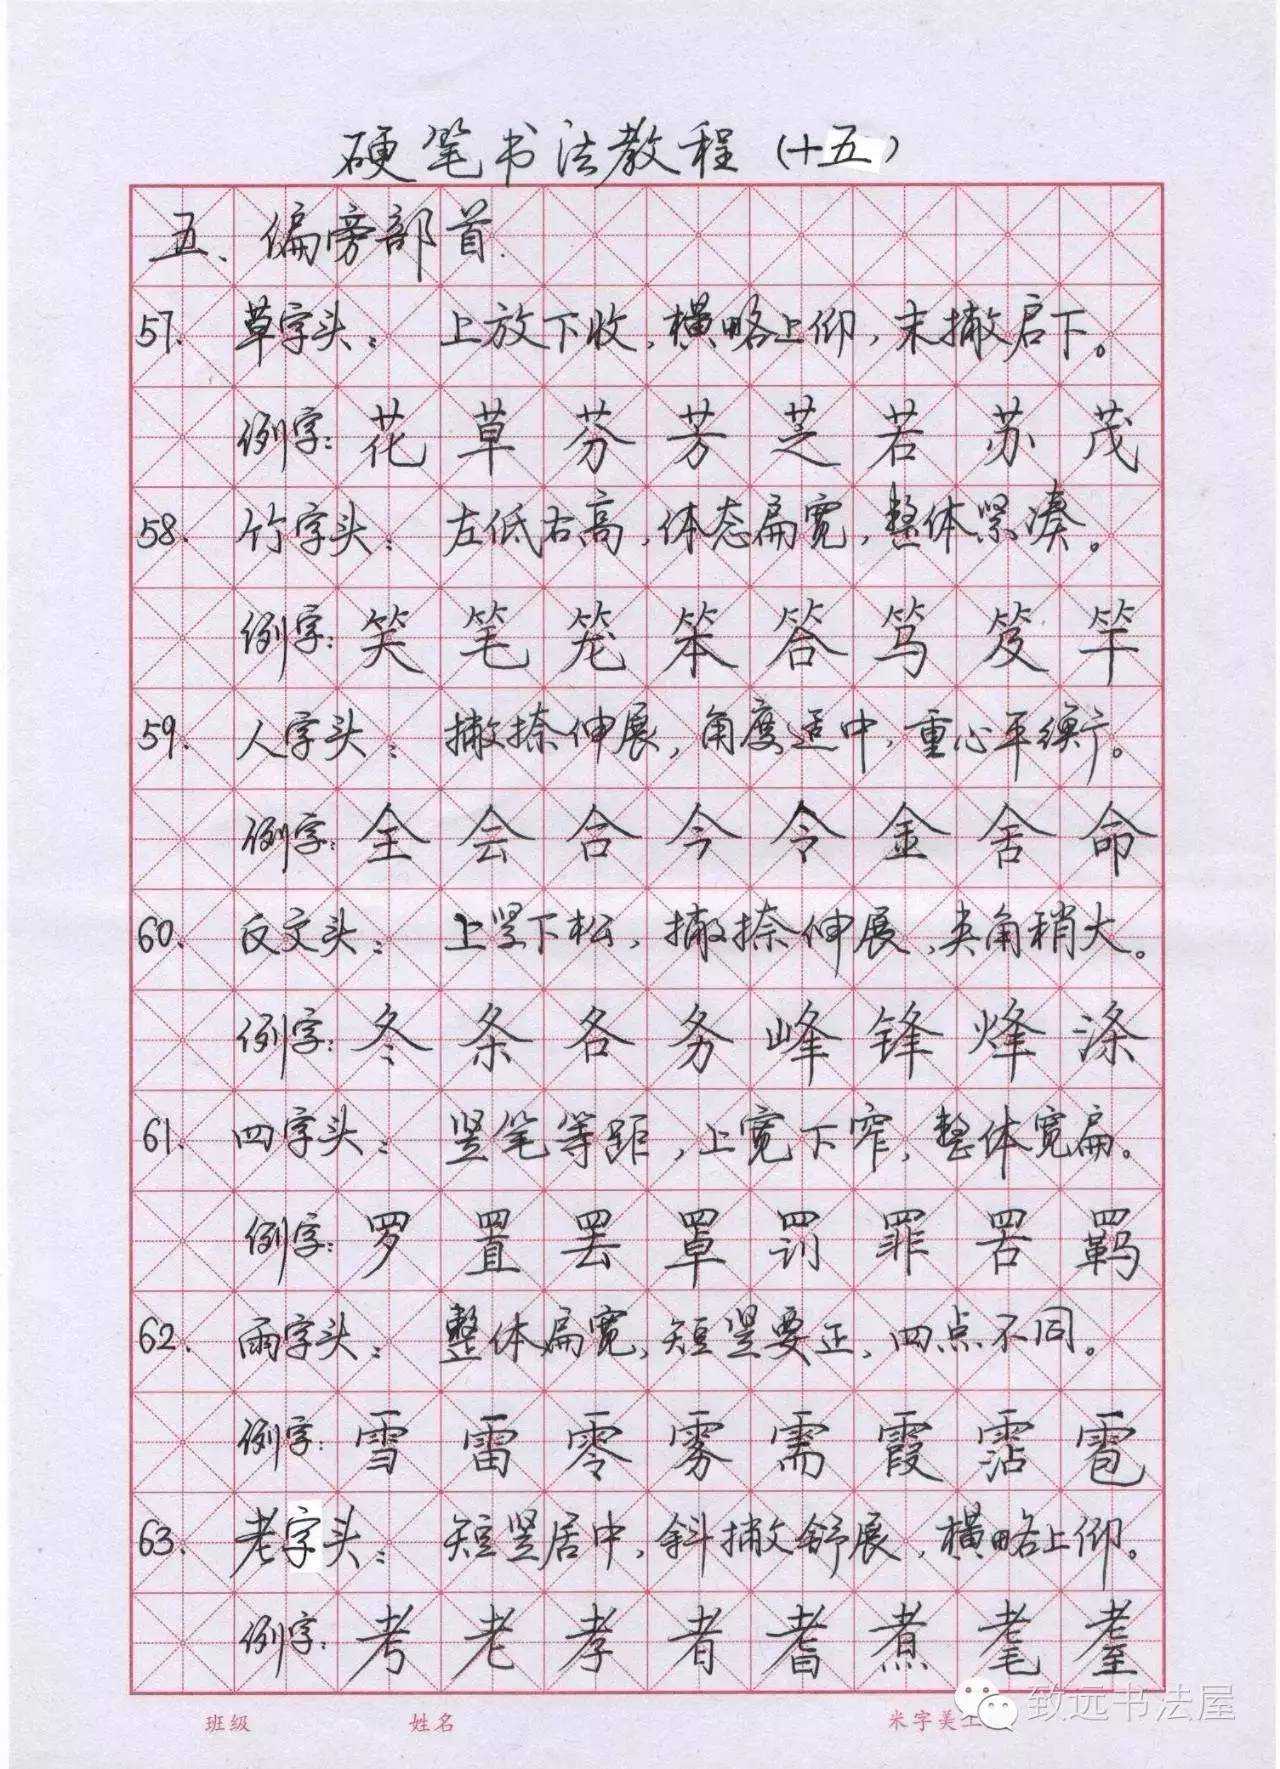 硬笔书法教程(十五)
五、偏旁部首.
57. 草字头: 上放下收,横略上仰,末撇启下。
例字: 花 草 芬 芳 芝 若 苏 茂
58. 竹字头: 左低右高,体态扁宽,整体紧凑。
例字: 笑 笔 笼 笨 答 笃 笈 竿
59. 人字头: 撇捺伸展,角度适中,重心平衡。
例字: 全 会 合 今 令 金 舍 命
60. 反文头: 上紧下松,撇捺伸展,夹角稍大。
例字: 冬 条 各 务 峰 锋 烽 涤
61. 四字头: 竖笔等距,上宽下窄,整体宽扁。
例字: 罗 置 罢 罩 罚 罪 署 羁
62. 雨字头: 整体扁宽,短竖要正,四点不同。
例字: 雪 雷 零 雾 需 霞 霑 雹
63. 老字头: 短竖居中,斜撇舒展,横略上仰。
例字: 考 老 孝 者 耆 煮 耄 耋
班级 姓名 米字美工
致远书法屋